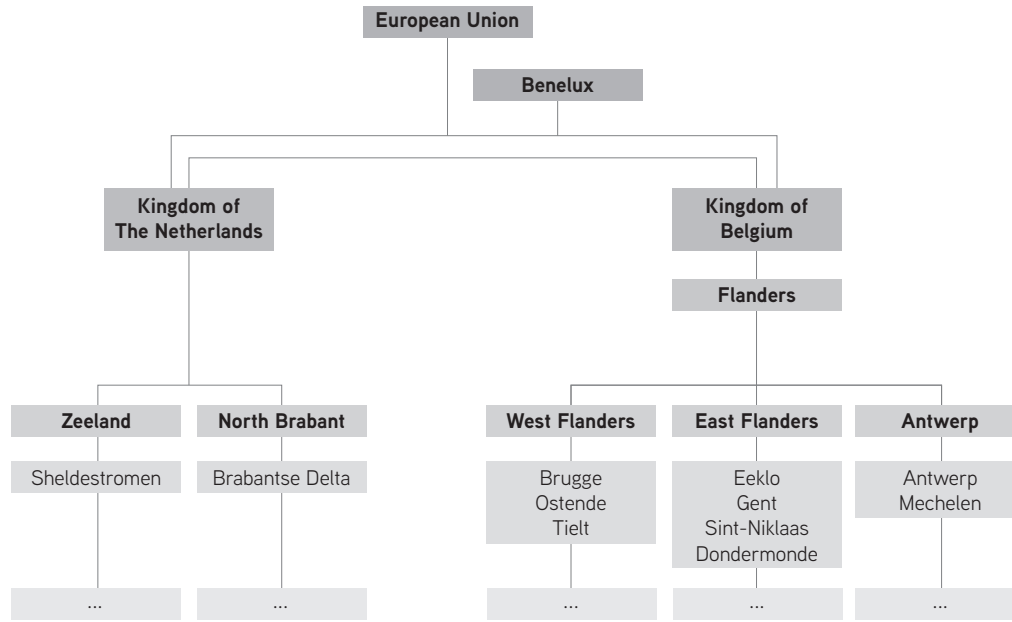 European Union
Benelux
Kingdom of
The Netherlands
Kingdom of
Belgium
Flanders
Zeeland
North Brabant
West Flanders
East Flanders
Antwerp
Sheldestromen
Brabantse Delta
Brugge
Ostende
Tielt
Eeklo
Gent
Sint-Niklaas
Dondermonde
Antwerp
Mechelen
...
...
...
...
...